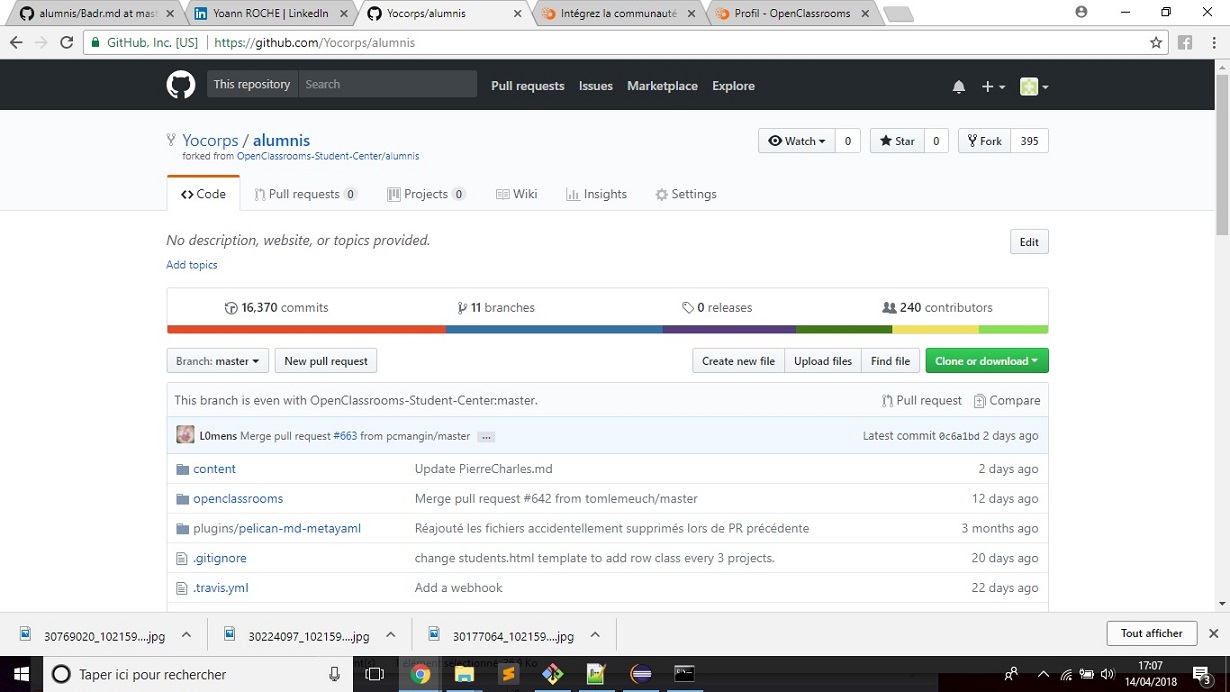 alumnis/Badr.md at mast
Yoann ROCHE | LinkedIn
Yocorps/alumnis
Intégrez la communauté
Profil - OpenClassrooms
GitHub, Inc. [US] https://github.com/Yocorps/alumnis
This repository Search Pull requests Issues Marketplace Explore
Yocorps / alumnis
Watch 0 Star 0 Fork 395
forked from OpenClassrooms-Student-Center/alumnis
Code Pull requests 0 Projects 0 Wiki Insights Settings
No description, website, or topics provided.
Edit
Add topics
16,370 commits 11 branches 0 releases 240 contributors
Branch: master New pull request Create new file Upload files Find file Clone or download
This branch is even with OpenClassrooms-Student-Center:master. Pull request Compare
L0mens Merge pull request #663 from pcmangin/master ... Latest commit 0c6a1bd 2 days ago
content Update PierreCharles.md 2 days ago
openclassrooms Merge pull request #642 from tomlemeuch/master 12 days ago
plugins/pelican-md-metayaml Réajouté les fichiers accidentellement supprimés lors de PR précédente 3 months ago
.gitignore change students.html template to add row class every 3 projects. 20 days ago
.travis.yml Add a webhook 22 days ago
30769020_102159....jpg 30224097_102159....jpg 30177064_102159....jpg Tout afficher
Taper ici pour rechercher
17:07
14/04/2018
3